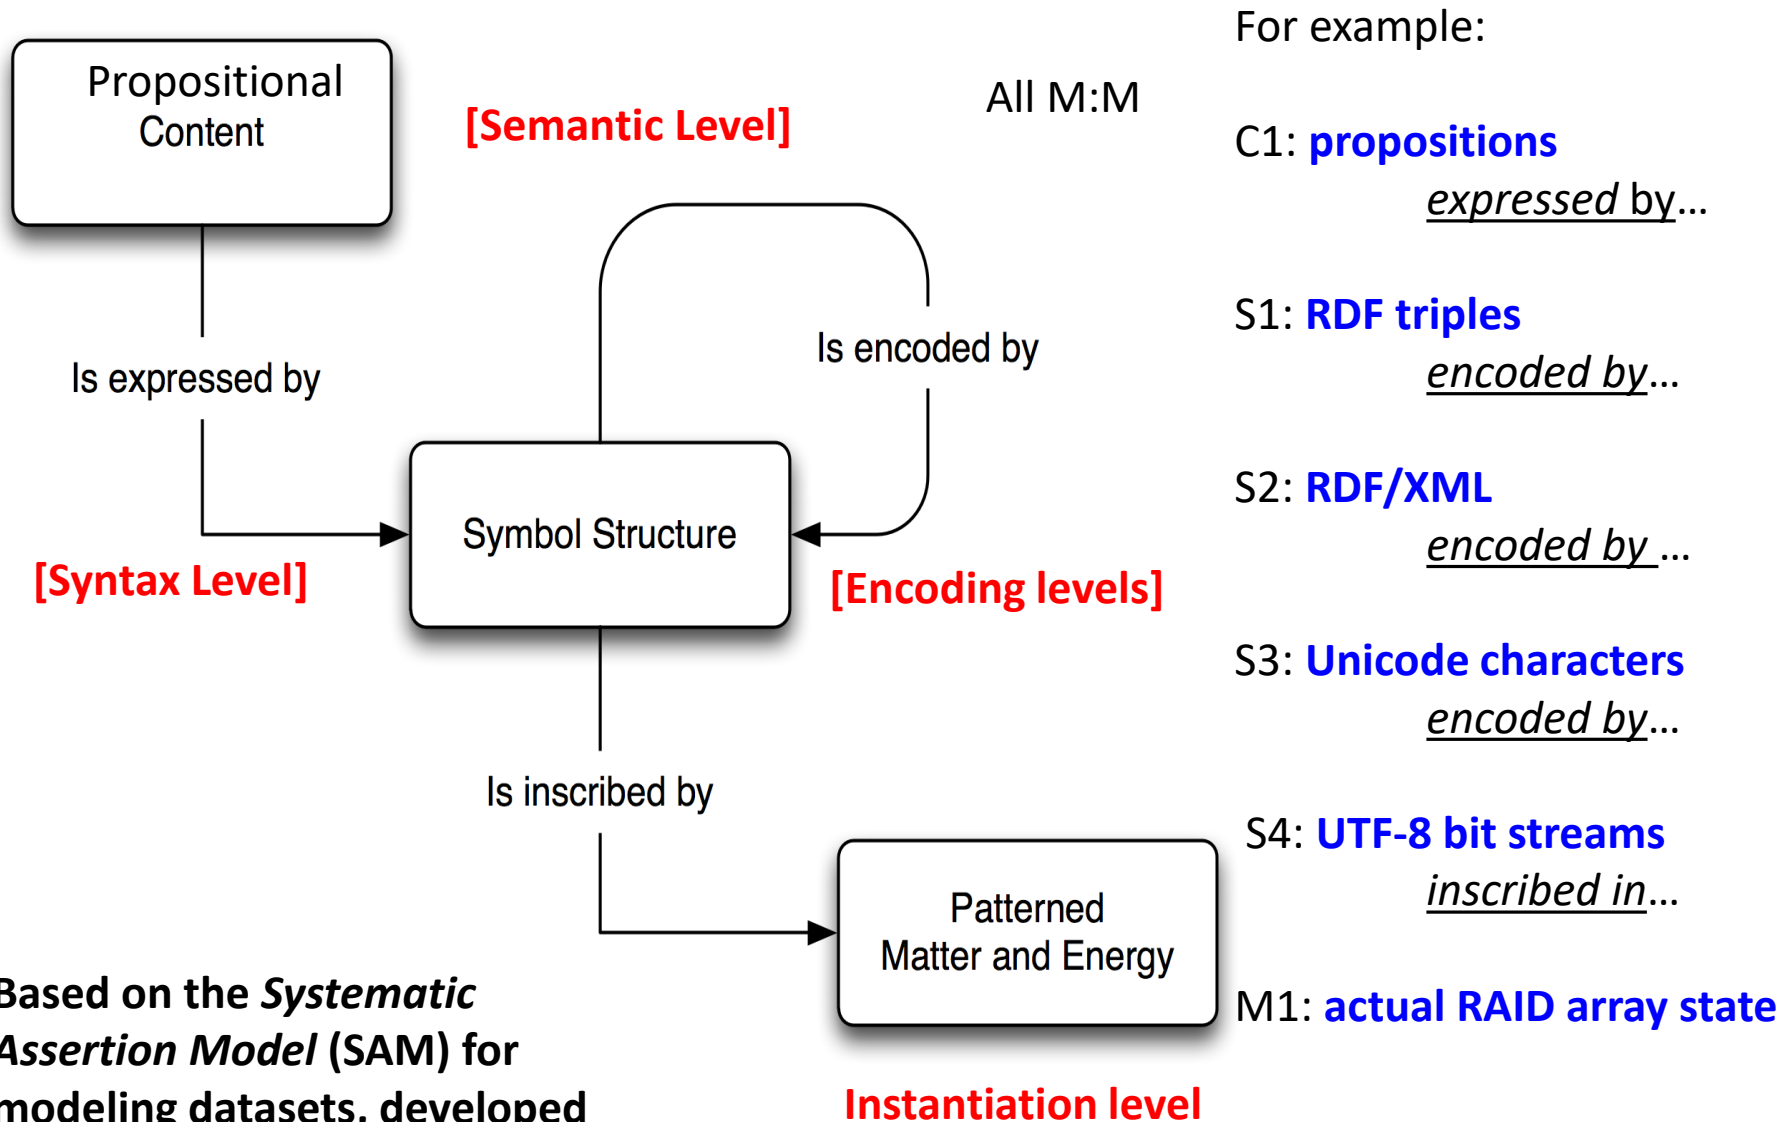 Propositional
Content
[Semantic Level]
All M:M
Is expressed by
Is encoded by
Symbol Structure
[Syntax Level]
[Encoding levels]
Is inscribed by
Patterned
Matter and Energy
Instantiation level
Based on the Systematic
Assertion Model (SAM) for
modeling datasets, developed
For example:
C1: propositions
expressed by…
S1: RDF triples
encoded by…
S2: RDF/XML
encoded by …
S3: Unicode characters
encoded by…
S4: UTF-8 bit streams
inscribed in…
M1: actual RAID array state